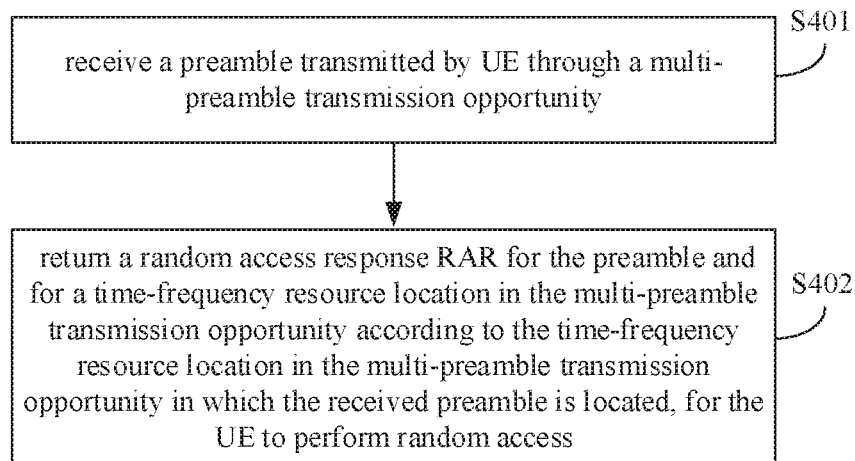 S401
receive a preamble transmitted by UE through a multi-
preamble transmission opportunity
S402
return a random access response RAR for the preamble and
for a time-frequency resource location in the multi-preamble
transmission opportunity according to the time-frequency
resource location in the multi-preamble transmission
opportunity in which the received preamble is located, for the
UE to perform random access